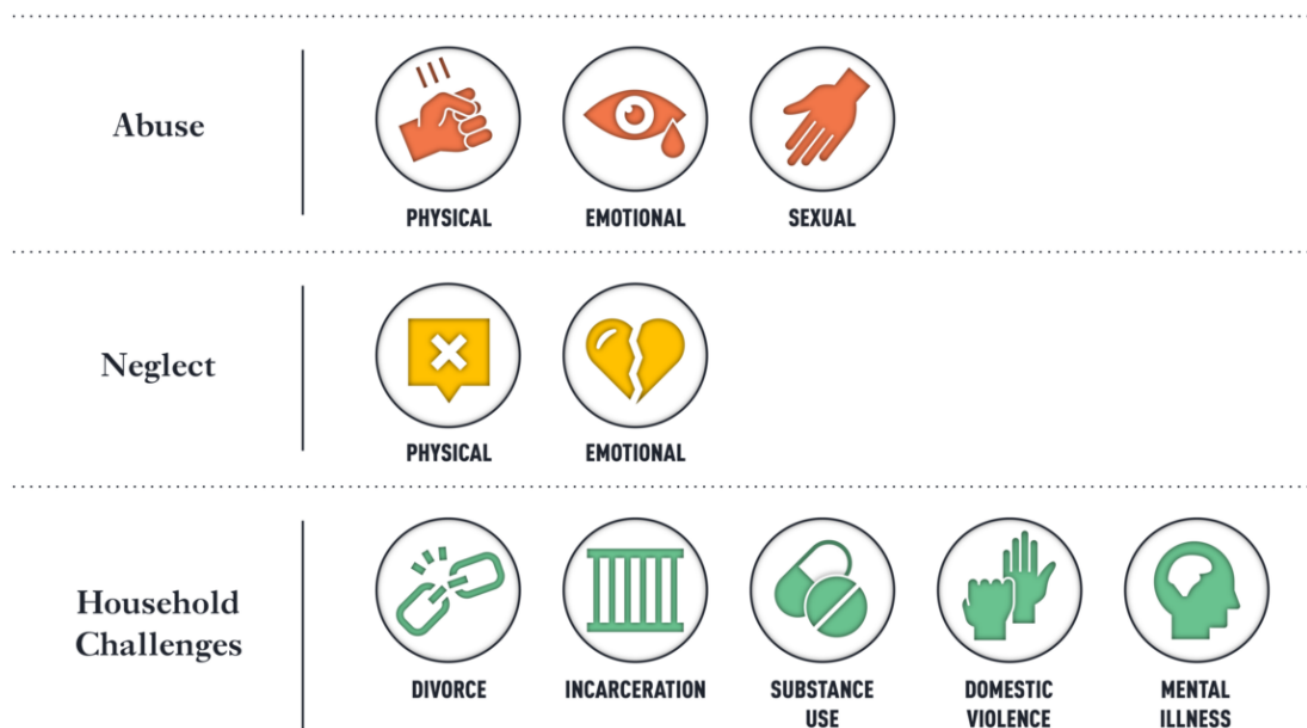 Abuse
PHYSICAL
EMOTIONAL
SEXUAL
Neglect
PHYSICAL
EMOTIONAL
Household
Challenges
DIVORCE
INCARCERATION
SUBSTANCE
USE
DOMESTIC
VIOLENCE
MENTAL
ILLNESS